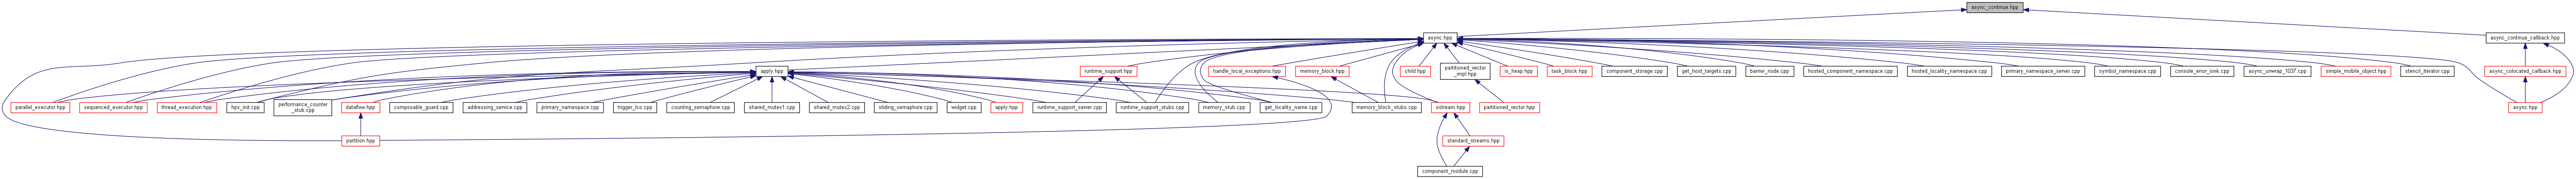 async_continue.hpp
async.hpp
async_continue_callback.hpp
apply.hpp
runtime_support.hpp
handle_local_exceptions.hpp
memory_block.hpp
child.hpp
partitioned_vector
_impl.hpp
is_heap.hpp
task_block.hpp
component_storage.cpp
get_host_targets.cpp
barrier_node.cpp
hosted_component_namespace.cpp
hosted_locality_namespace.cpp
primary_namespace_server.cpp
symbol_namespace.cpp
console_error_sink.cpp
async_unwrap_1037.cpp
simple_mobile_object.hpp
stencil_iterator.cpp
async_colocated_callback.hpp
parallel_executor.hpp
sequenced_executor.hpp
thread_execution.hpp
hpx_init.cpp
performance_counter
_stub.cpp
dataflow.hpp
composable_guard.cpp
addressing_service.cpp
primary_namespace.cpp
trigger_lco.cpp
counting_semaphore.cpp
shared_mutex1.cpp
shared_mutex2.cpp
sliding_semaphore.cpp
widget.cpp
apply.hpp
runtime_support_server.cpp
runtime_support_stubs.cpp
memory_stub.cpp
get_locality_name.cpp
memory_block_stubs.cpp
ostream.hpp
partitioned_vector.hpp
async.hpp
partition.hpp
standard_streams.hpp
component_module.cpp